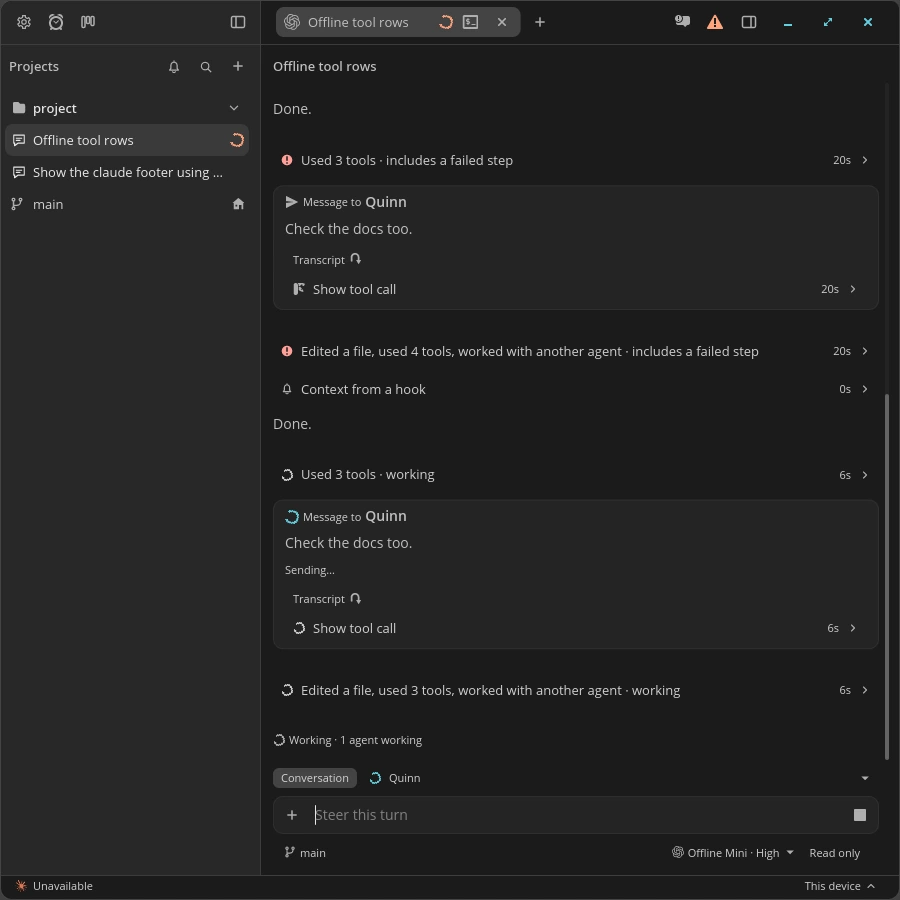 Offline tool rows
Projects
Offline tool rows
project
Offline tool rows
Show the claude footer using ...
main
Done.
Used 3 tools · includes a failed step 20s
Message to Quinn
Check the docs too.
Transcript
Show tool call 20s
Edited a file, used 4 tools, worked with another agent · includes a failed step 20s
Context from a hook 0s
Done.
Used 3 tools · working 6s
Message to Quinn
Check the docs too.
Sending...
Transcript
Show tool call 6s
Edited a file, used 3 tools, worked with another agent · working 6s
Working · 1 agent working
Conversation Quinn
Steer this turn
main Offline Mini · High Read only
Unavailable This device